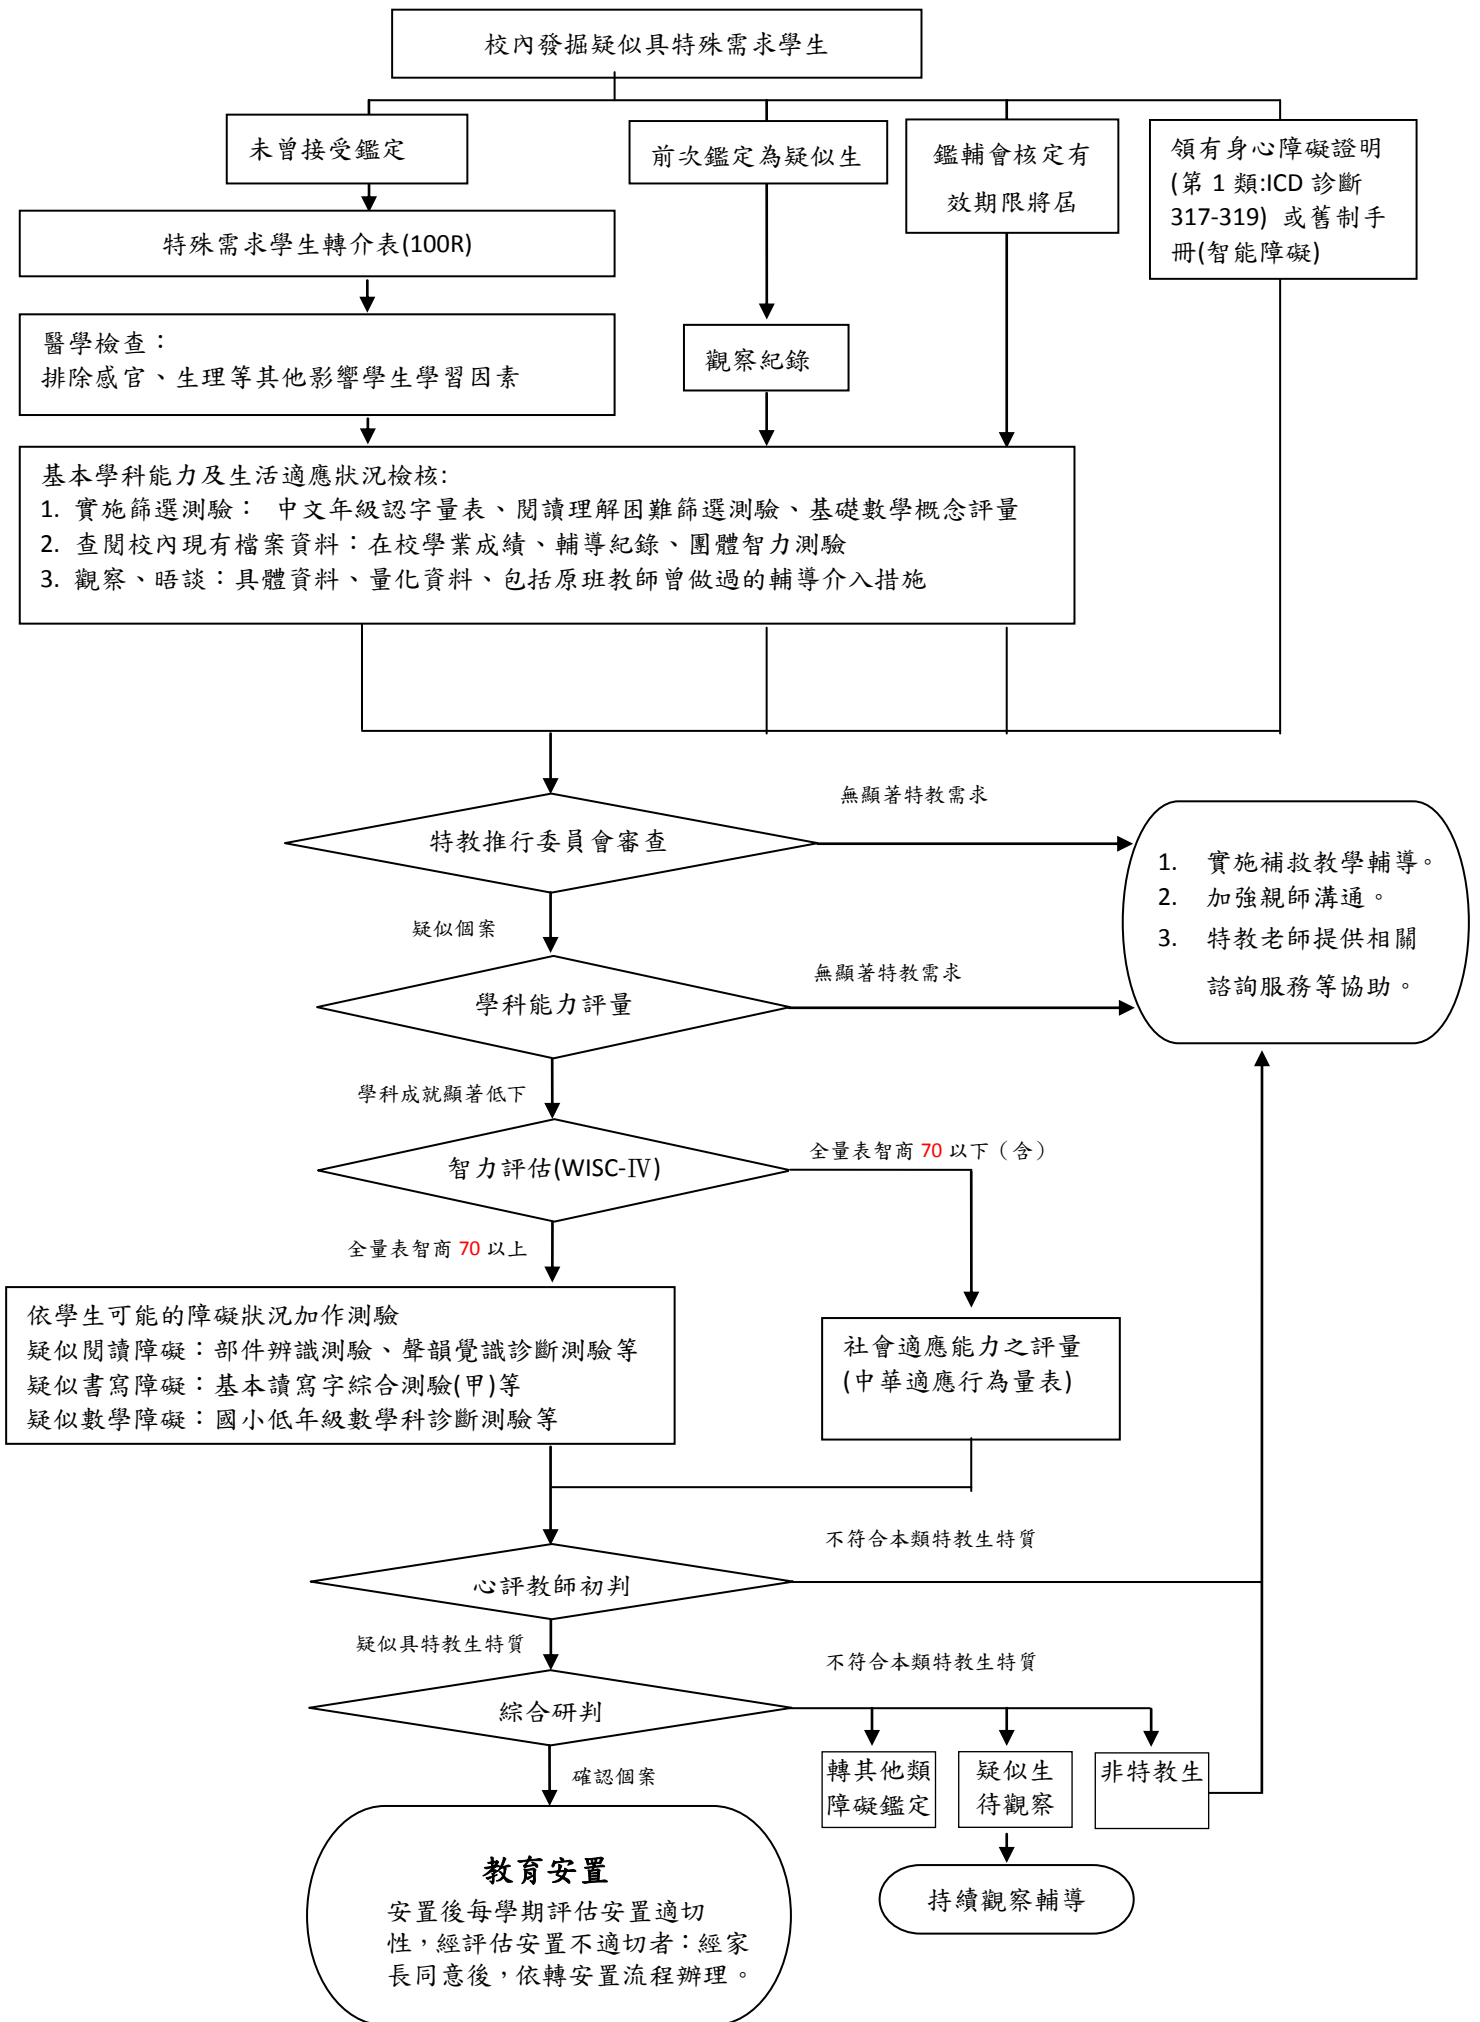 校內發掘疑似具特殊需求學生
未曾接受鑑定
前次鑑定為疑似生
鑑輔會核定有
效期限將屆
領有身心障礙證明
(第 1 類:ICD 診斷
317-319) 或舊制手
冊(智能障礙)
特殊需求學生轉介表(100R)
醫學檢查：
排除感官、生理等其他影響學生學習因素
觀察紀錄
基本學科能力及生活適應狀況檢核:
1. 實施篩選測驗： 中文年級認字量表、閱讀理解困難篩選測驗、基礎數學概念評量
2. 查閱校內現有檔案資料：在校學業成績、輔導紀錄、團體智力測驗
3. 觀察、晤談：具體資料、量化資料、包括原班教師曾做過的輔導介入措施
特教推行委員會審查
無顯著特教需求
1. 實施補救教學輔導。
2. 加強親師溝通。
3. 特教老師提供相關
諮詢服務等協助。
疑似個案
學科能力評量
無顯著特教需求
學科成就顯著低下
智力評估(WISC-Ⅳ)
全量表智商 70 以下（含）
全量表智商 70 以上
依學生可能的障礙狀況加作測驗
疑似閱讀障礙：部件辨識測驗、聲韻覺識診斷測驗等
疑似書寫障礙：基本讀寫字綜合測驗(甲)等
疑似數學障礙：國小低年級數學科診斷測驗等
社會適應能力之評量
(中華適應行為量表)
心評教師初判
不符合本類特教生特質
疑似具特教生特質
綜合研判
不符合本類特教生特質
轉其他類
障礙鑑定
疑似生
待觀察
非特教生
確認個案
持續觀察輔導
教育安置
安置後每學期評估安置適切
性，經評估安置不適切者：經家
長同意後，依轉安置流程辦理。